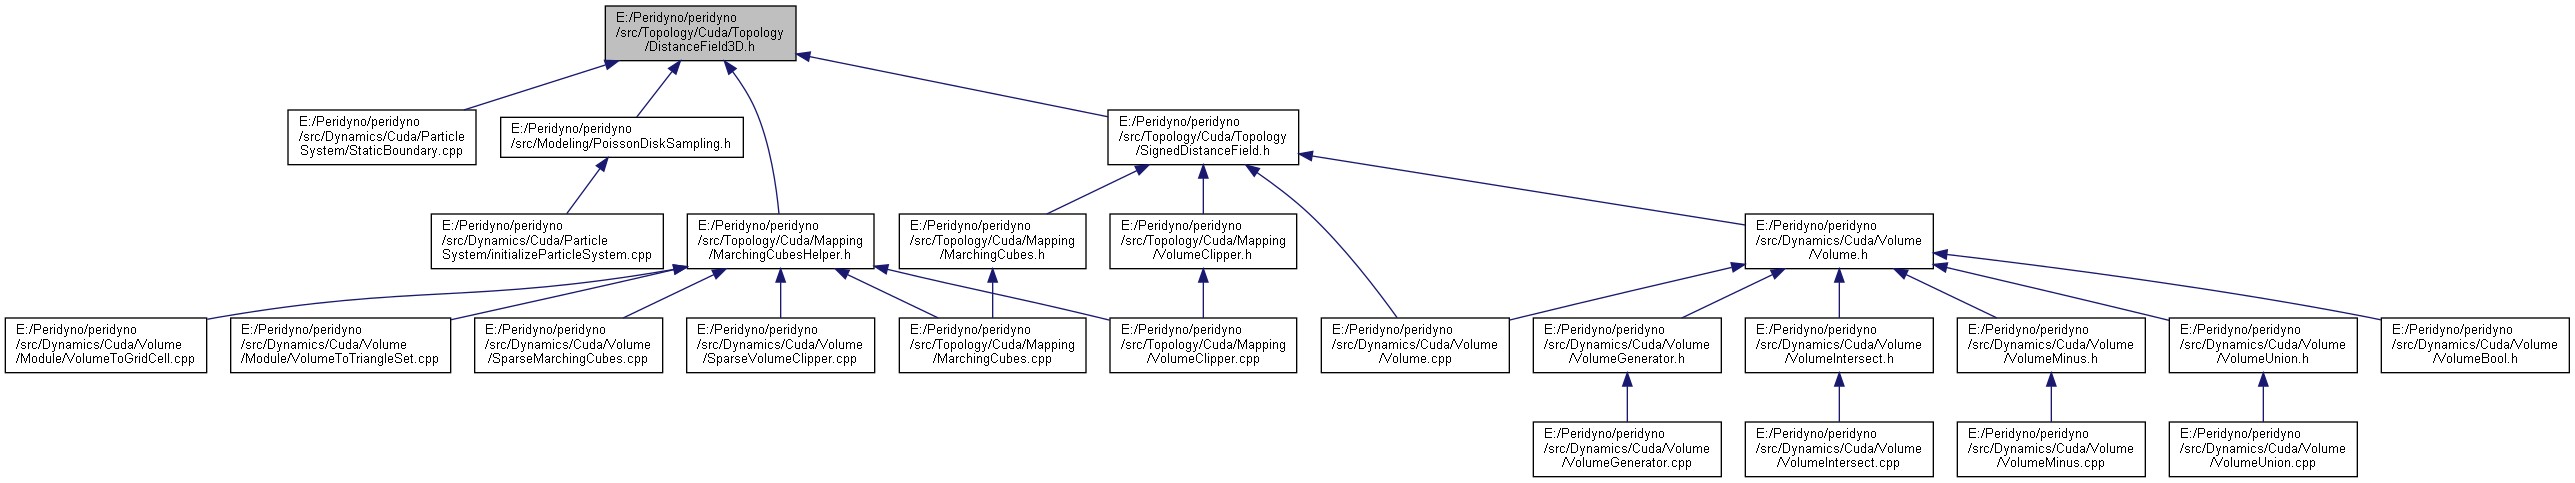 E:/Peridyno/peridyno
/src/Topology/Cuda/Topology
/DistanceField3D.h
E:/Peridyno/peridyno
/src/Dynamics/Cuda/Particle
System/StaticBoundary.cpp
E:/Peridyno/peridyno
/src/Modeling/PoissonDiskSampling.h
E:/Peridyno/peridyno
/src/Topology/Cuda/Topology
/SignedDistanceField.h
E:/Peridyno/peridyno
/src/Dynamics/Cuda/Particle
System/initializeParticleSystem.cpp
E:/Peridyno/peridyno
/src/Topology/Cuda/Mapping
/MarchingCubesHelper.h
E:/Peridyno/peridyno
/src/Topology/Cuda/Mapping
/MarchingCubes.h
E:/Peridyno/peridyno
/src/Topology/Cuda/Mapping
/VolumeClipper.h
E:/Peridyno/peridyno
/src/Dynamics/Cuda/Volume
/Volume.h
E:/Peridyno/peridyno
/src/Dynamics/Cuda/Volume
/Module/VolumeToGridCell.cpp
E:/Peridyno/peridyno
/src/Dynamics/Cuda/Volume
/Module/VolumeToTriangleSet.cpp
E:/Peridyno/peridyno
/src/Dynamics/Cuda/Volume
/SparseMarchingCubes.cpp
E:/Peridyno/peridyno
/src/Dynamics/Cuda/Volume
/SparseVolumeClipper.cpp
E:/Peridyno/peridyno
/src/Topology/Cuda/Mapping
/MarchingCubes.cpp
E:/Peridyno/peridyno
/src/Topology/Cuda/Mapping
/VolumeClipper.cpp
E:/Peridyno/peridyno
/src/Dynamics/Cuda/Volume
/Volume.cpp
E:/Peridyno/peridyno
/src/Dynamics/Cuda/Volume
/VolumeGenerator.h
E:/Peridyno/peridyno
/src/Dynamics/Cuda/Volume
/VolumeIntersect.h
E:/Peridyno/peridyno
/src/Dynamics/Cuda/Volume
/VolumeMinus.h
E:/Peridyno/peridyno
/src/Dynamics/Cuda/Volume
/VolumeUnion.h
E:/Peridyno/peridyno
/src/Dynamics/Cuda/Volume
/VolumeBool.h
E:/Peridyno/peridyno
/src/Dynamics/Cuda/Volume
/VolumeGenerator.cpp
E:/Peridyno/peridyno
/src/Dynamics/Cuda/Volume
/VolumeIntersect.cpp
E:/Peridyno/peridyno
/src/Dynamics/Cuda/Volume
/VolumeMinus.cpp
E:/Peridyno/peridyno
/src/Dynamics/Cuda/Volume
/VolumeUnion.cpp